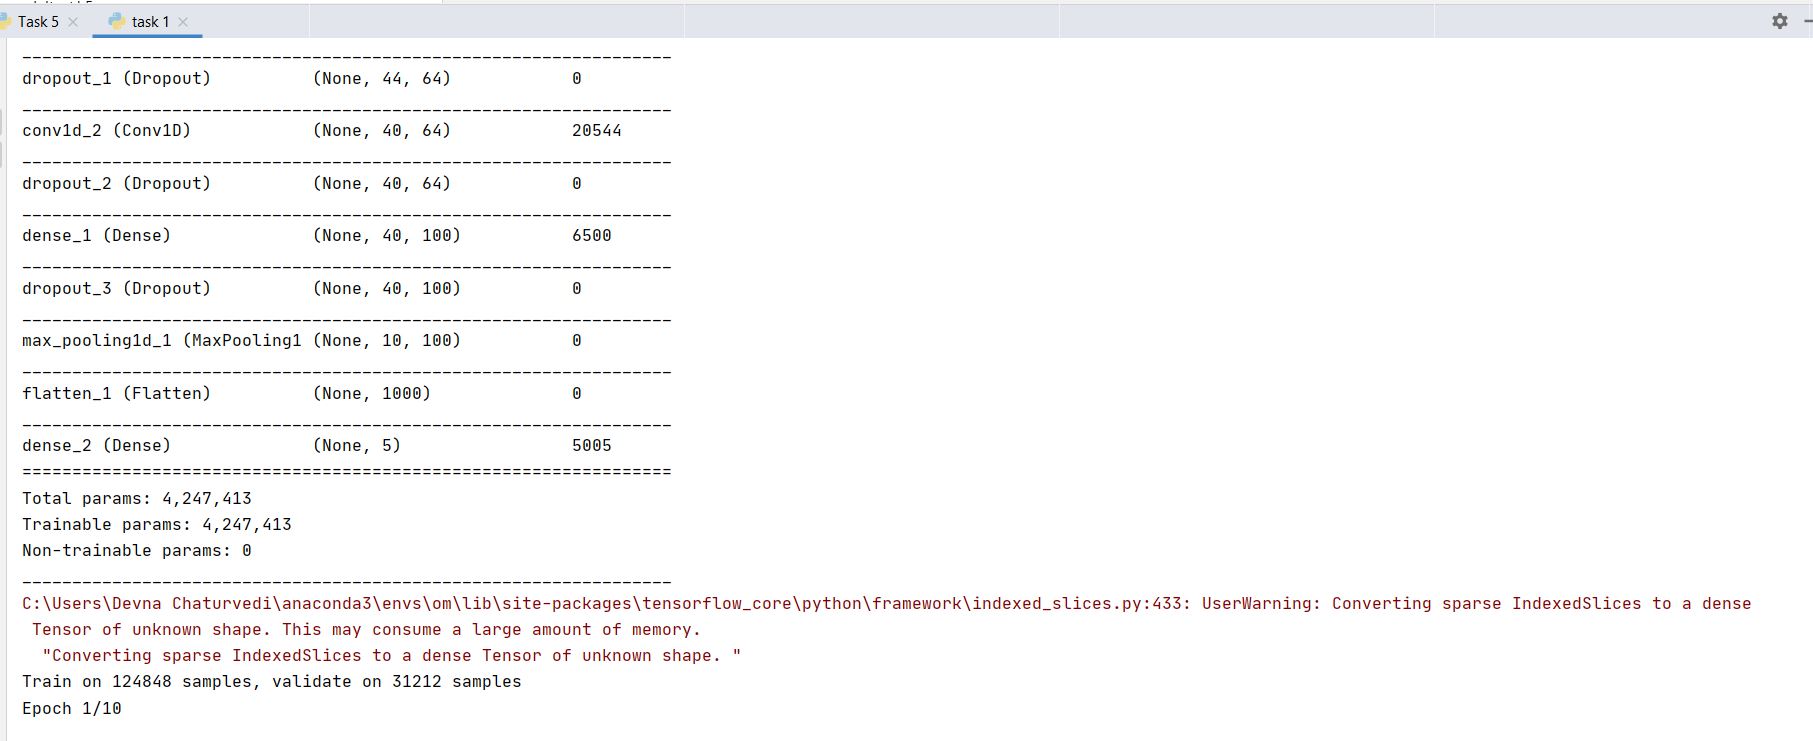 Task 5 task 1
_________________________________________________________________
dropout_1 (Dropout) (None, 44, 64) 0
_________________________________________________________________
conv1d_2 (Conv1D) (None, 40, 64) 20544
_________________________________________________________________
dropout_2 (Dropout) (None, 40, 64) 0
_________________________________________________________________
dense_1 (Dense) (None, 40, 100) 6500
_________________________________________________________________
dropout_3 (Dropout) (None, 40, 100) 0
_________________________________________________________________
max_pooling1d_1 (MaxPooling1 (None, 10, 100) 0
_________________________________________________________________
flatten_1 (Flatten) (None, 1000) 0
_________________________________________________________________
dense_2 (Dense) (None, 5) 5005
=================================================================
Total params: 4,247,413
Trainable params: 4,247,413
Non-trainable params: 0
_________________________________________________________________
C:\Users\Devna Chaturvedi\anaconda3\envs\om\lib\site-packages\tensorflow_core\python\framework\indexed_slices.py:433: UserWarning: Converting sparse IndexedSlices to a dense
Tensor of unknown shape. This may consume a large amount of memory.
"Converting sparse IndexedSlices to a dense Tensor of unknown shape. "
Train on 124848 samples, validate on 31212 samples
Epoch 1/10